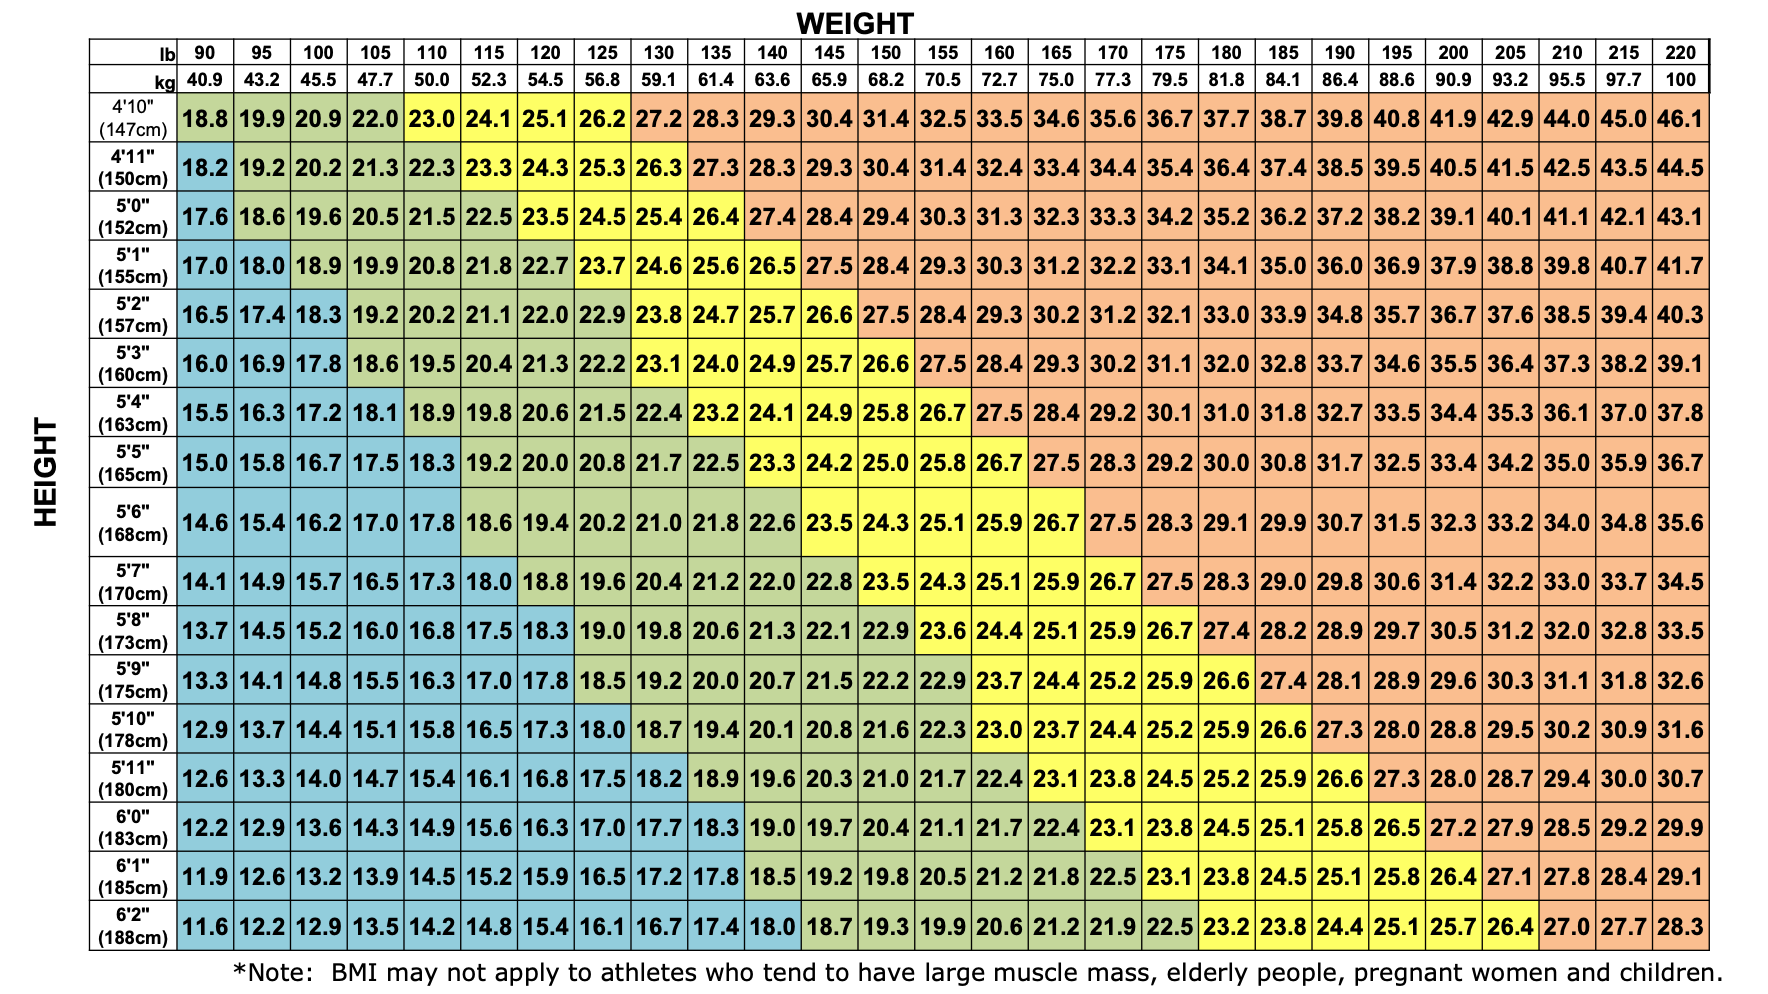 WEIGHT
lb 90 95 100 105 110 115 120 125 130 135 140 145 150 155 160 165 170 175 180 185 190 195 200 205 210 215 220
kg 40.9 43.2 45.5 47.7 50.0 52.3 54.5 56.8 59.1 61.4 63.6 65.9 68.2 70.5 72.7 75.0 77.3 79.5 81.8 84.1 86.4 88.6 90.9 93.2 95.5 97.7 100
HEIGHT
4'10"
(147cm)
18.8 19.9 20.9 22.0 23.0 24.1 25.1 26.2 27.2 28.3 29.3 30.4 31.4 32.5 33.5 34.6 35.6 36.7 37.7 38.7 39.8 40.8 41.9 42.9 44.0 45.0 46.1
4'11"
(150cm)
18.2 19.2 20.2 21.3 22.3 23.3 24.3 25.3 26.3 27.3 28.3 29.3 30.4 31.4 32.4 33.4 34.4 35.4 36.4 37.4 38.5 39.5 40.5 41.5 42.5 43.5 44.5
5'0"
(152cm)
17.6 18.6 19.6 20.5 21.5 22.5 23.5 24.5 25.4 26.4 27.4 28.4 29.4 30.3 31.3 32.3 33.3 34.2 35.2 36.2 37.2 38.2 39.1 40.1 41.1 42.1 43.1
5'1"
(155cm)
17.0 18.0 18.9 19.9 20.8 21.8 22.7 23.7 24.6 25.6 26.5 27.5 28.4 29.3 30.3 31.2 32.2 33.1 34.1 35.0 36.0 36.9 37.9 38.8 39.8 40.7 41.7
5'2"
(157cm)
16.5 17.4 18.3 19.2 20.2 21.1 22.0 22.9 23.8 24.7 25.7 26.6 27.5 28.4 29.3 30.2 31.2 32.1 33.0 33.9 34.8 35.7 36.7 37.6 38.5 39.4 40.3
5'3"
(160cm)
16.0 16.9 17.8 18.6 19.5 20.4 21.3 22.2 23.1 24.0 24.9 25.7 26.6 27.5 28.4 29.3 30.2 31.1 32.0 32.8 33.7 34.6 35.5 36.4 37.3 38.2 39.1
5'4"
(163cm)
15.5 16.3 17.2 18.1 18.9 19.8 20.6 21.5 22.4 23.2 24.1 24.9 25.8 26.7 27.5 28.4 29.2 30.1 31.0 31.8 32.7 33.5 34.4 35.3 36.1 37.0 37.8
5'5"
(165cm)
15.0 15.8 16.7 17.5 18.3 19.2 20.0 20.8 21.7 22.5 23.3 24.2 25.0 25.8 26.7 27.5 28.3 29.2 30.0 30.8 31.7 32.5 33.4 34.2 35.0 35.9 36.7
5'6"
(168cm)
14.6 15.4 16.2 17.0 17.8 18.6 19.4 20.2 21.0 21.8 22.6 23.5 24.3 25.1 25.9 26.7 27.5 28.3 29.1 29.9 30.7 31.5 32.3 33.2 34.0 34.8 35.6
5'7"
(170cm)
14.1 14.9 15.7 16.5 17.3 18.0 18.8 19.6 20.4 21.2 22.0 22.8 23.5 24.3 25.1 25.9 26.7 27.5 28.3 29.0 29.8 30.6 31.4 32.2 33.0 33.7 34.5
5'8"
(173cm)
13.7 14.5 15.2 16.0 16.8 17.5 18.3 19.0 19.8 20.6 21.3 22.1 22.9 23.6 24.4 25.1 25.9 26.7 27.4 28.2 28.9 29.7 30.5 31.2 32.0 32.8 33.5
5'9"
(175cm)
13.3 14.1 14.8 15.5 16.3 17.0 17.8 18.5 19.2 20.0 20.7 21.5 22.2 22.9 23.7 24.4 25.2 25.9 26.6 27.4 28.1 28.9 29.6 30.3 31.1 31.8 32.6
5'10"
(178cm)
12.9 13.7 14.4 15.1 15.8 16.5 17.3 18.0 18.7 19.4 20.1 20.8 21.6 22.3 23.0 23.7 24.4 25.2 25.9 26.6 27.3 28.0 28.8 29.5 30.2 30.9 31.6
5'11"
(180cm)
12.6 13.3 14.0 14.7 15.4 16.1 16.8 17.5 18.2 18.9 19.6 20.3 21.0 21.7 22.4 23.1 23.8 24.5 25.2 25.9 26.6 27.3 28.0 28.7 29.4 30.0 30.7
6'0"
(183cm)
12.2 12.9 13.6 14.3 14.9 15.6 16.3 17.0 17.7 18.3 19.0 19.7 20.4 21.1 21.7 22.4 23.1 23.8 24.5 25.1 25.8 26.5 27.2 27.9 28.5 29.2 29.9
6'1"
(185cm)
11.9 12.6 13.2 13.9 14.5 15.2 15.9 16.5 17.2 17.8 18.5 19.2 19.8 20.5 21.2 21.8 22.5 23.1 23.8 24.5 25.1 25.8 26.4 27.1 27.8 28.4 29.1
6'2"
(188cm)
11.6 12.2 12.9 13.5 14.2 14.8 15.4 16.1 16.7 17.4 18.0 18.7 19.3 19.9 20.6 21.2 21.9 22.5 23.2 23.8 24.4 25.1 25.7 26.4 27.0 27.7 28.3
*Note: BMI may not apply to athletes who tend to have large muscle mass, elderly people, pregnant women and children.